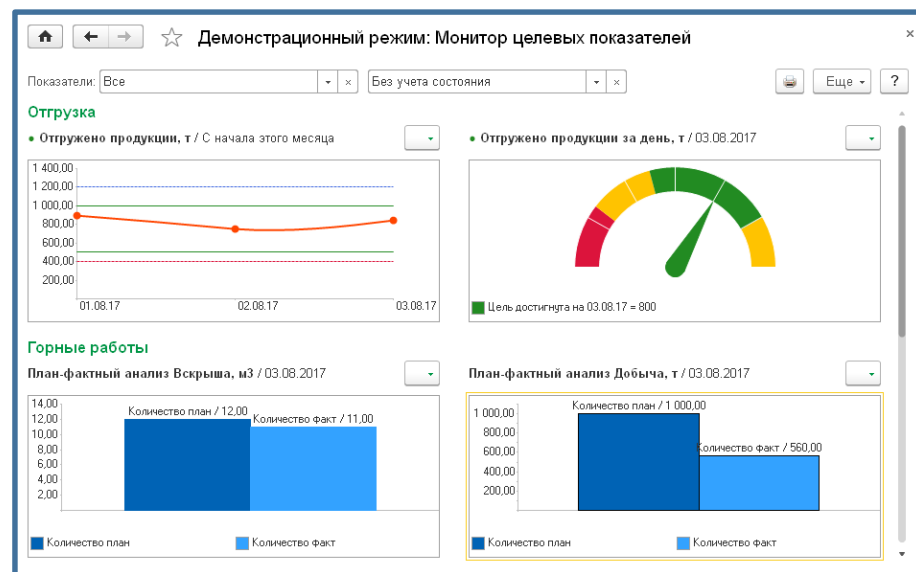 Демонстрационный режим: Монитор целевых показателей
Показатели: Все Без учета состояния Еще ?
Отгрузка
Отгружено продукции, т / С начала этого месяца
1 400,00
1 200,00
1 000,00
800,00
600,00
400,00
200,00
01.08.17 02.08.17 03.08.17
Отгружено продукции за день, т / 03.08.2017
Цель достигнута на 03.08.17 = 800
Горные работы
План-фактный анализ Вскрыша, м3 / 03.08.2017
14,00
12,00
10,00
8,00
6,00
4,00
2,00
Количество план / 12,00
Количество факт / 11,00
Количество план Количество факт
План-фактный анализ Добыча, т / 03.08.2017
1 000,00
800,00
600,00
400,00
200,00
Количество план / 1 000,00
Количество факт / 560,00
Количество план Количество факт